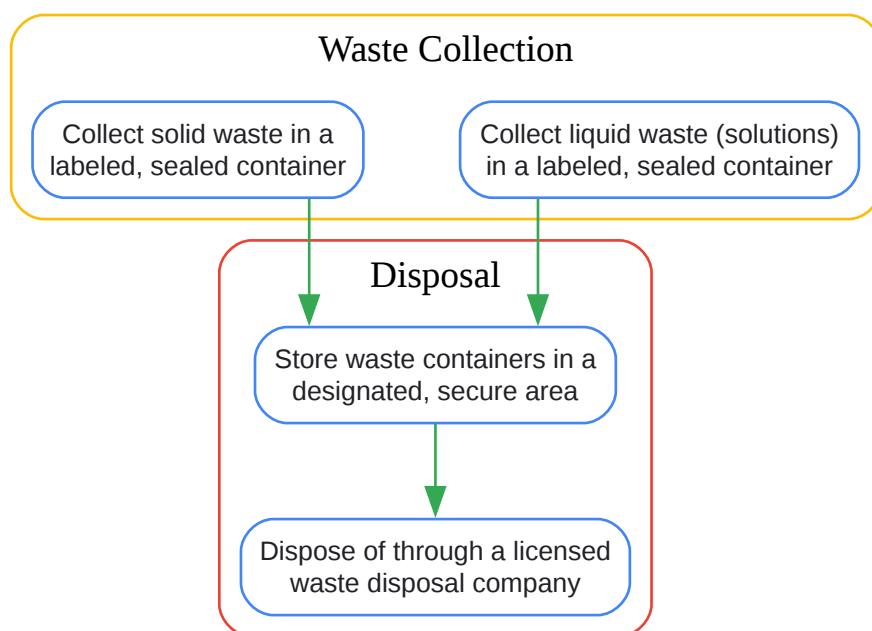 Waste Collection
Collect solid waste in a
labeled, sealed container
Collect liquid waste (solutions)
in a labeled, sealed container
Disposal
Store waste containers in a
designated, secure area
Dispose of through a licensed
waste disposal company